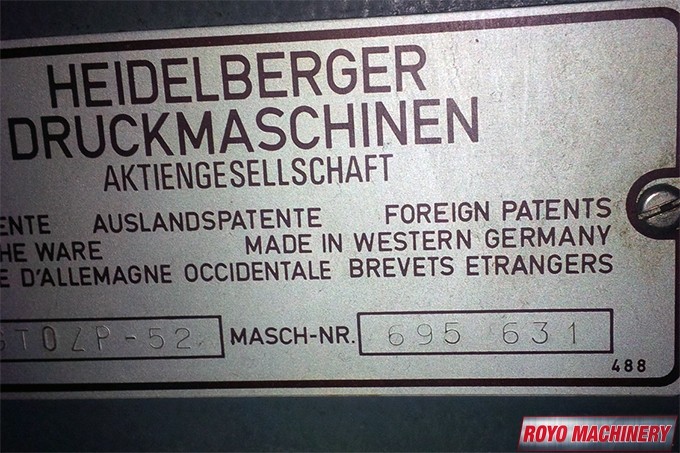 HEIDELBERGER
DRUCKMASCHINEN
AKTIENGESELLSCHAFT
ENTE AUSLANDSPATENTE FOREIGN PATENTS
HE WARE MADE IN WESTERN GERMANY
E D'ALLEMAGNE OCCIDENTALE BREVETS ETRANGERS
GTOZP-52 MASCH-NR. 695 631
488
ROYO MACHINERY